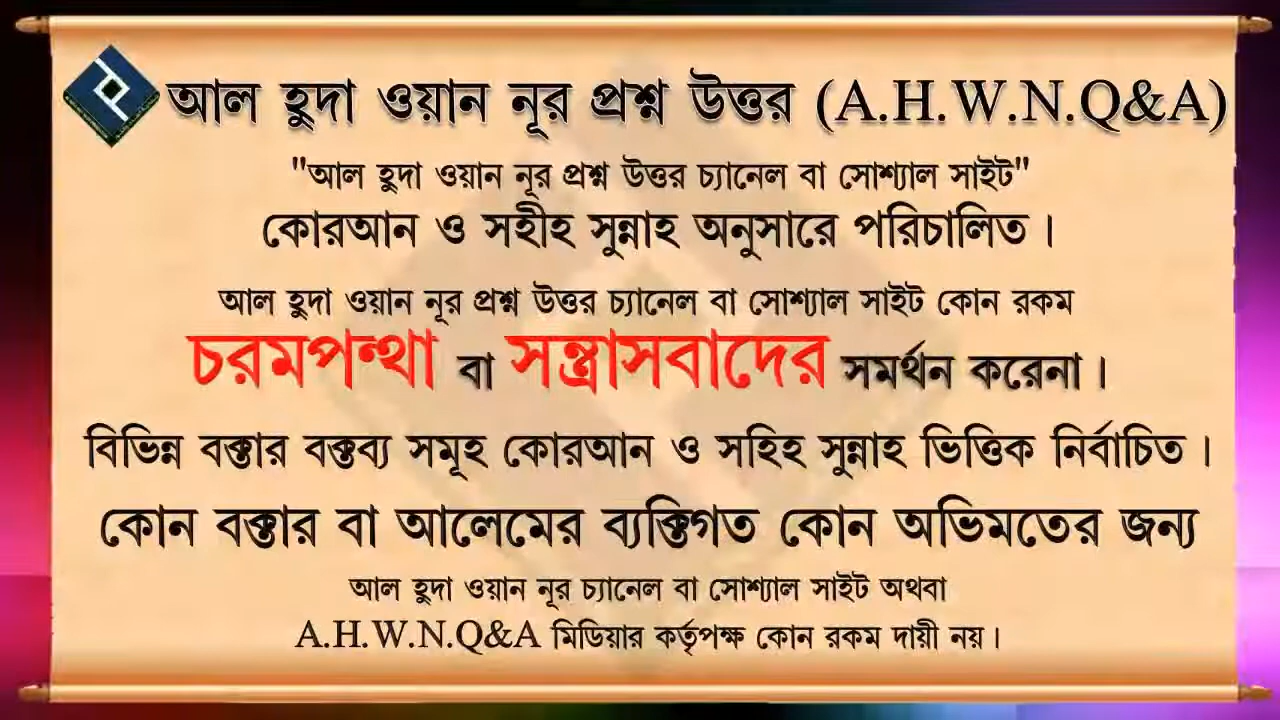 আল হুদা ওয়ান নূর প্রশ্ন উত্তর (A.H.W.N.Q&A)
"আল হুদা ওয়ান নূর প্রশ্ন উত্তর চ্যানেল বা সোশ্যাল সাইট"
কোরআন ও সহীহ সুন্নাহ অনুসারে পরিচালিত।
আল হুদা ওয়ান নূর প্রশ্ন উত্তর চ্যানেল বা সোশ্যাল সাইট কোন রকম
চরমপন্থা বা সন্ত্রাসবাদের সমর্থন করেনা।
বিভিন্ন বক্তার বক্তব্য সমূহ কোরআন ও সহিহ সুন্নাহ ভিত্তিক নির্বাচিত।
কোন বক্তার বা আলেমের ব্যক্তিগত কোন অভিমতের জন্য
আল হুদা ওয়ান নূর চ্যানেল বা সোশ্যাল সাইট অথবা
A.H.W.N.Q&A মিডিয়ার কর্তৃপক্ষ কোন রকম দায়ী নয়।